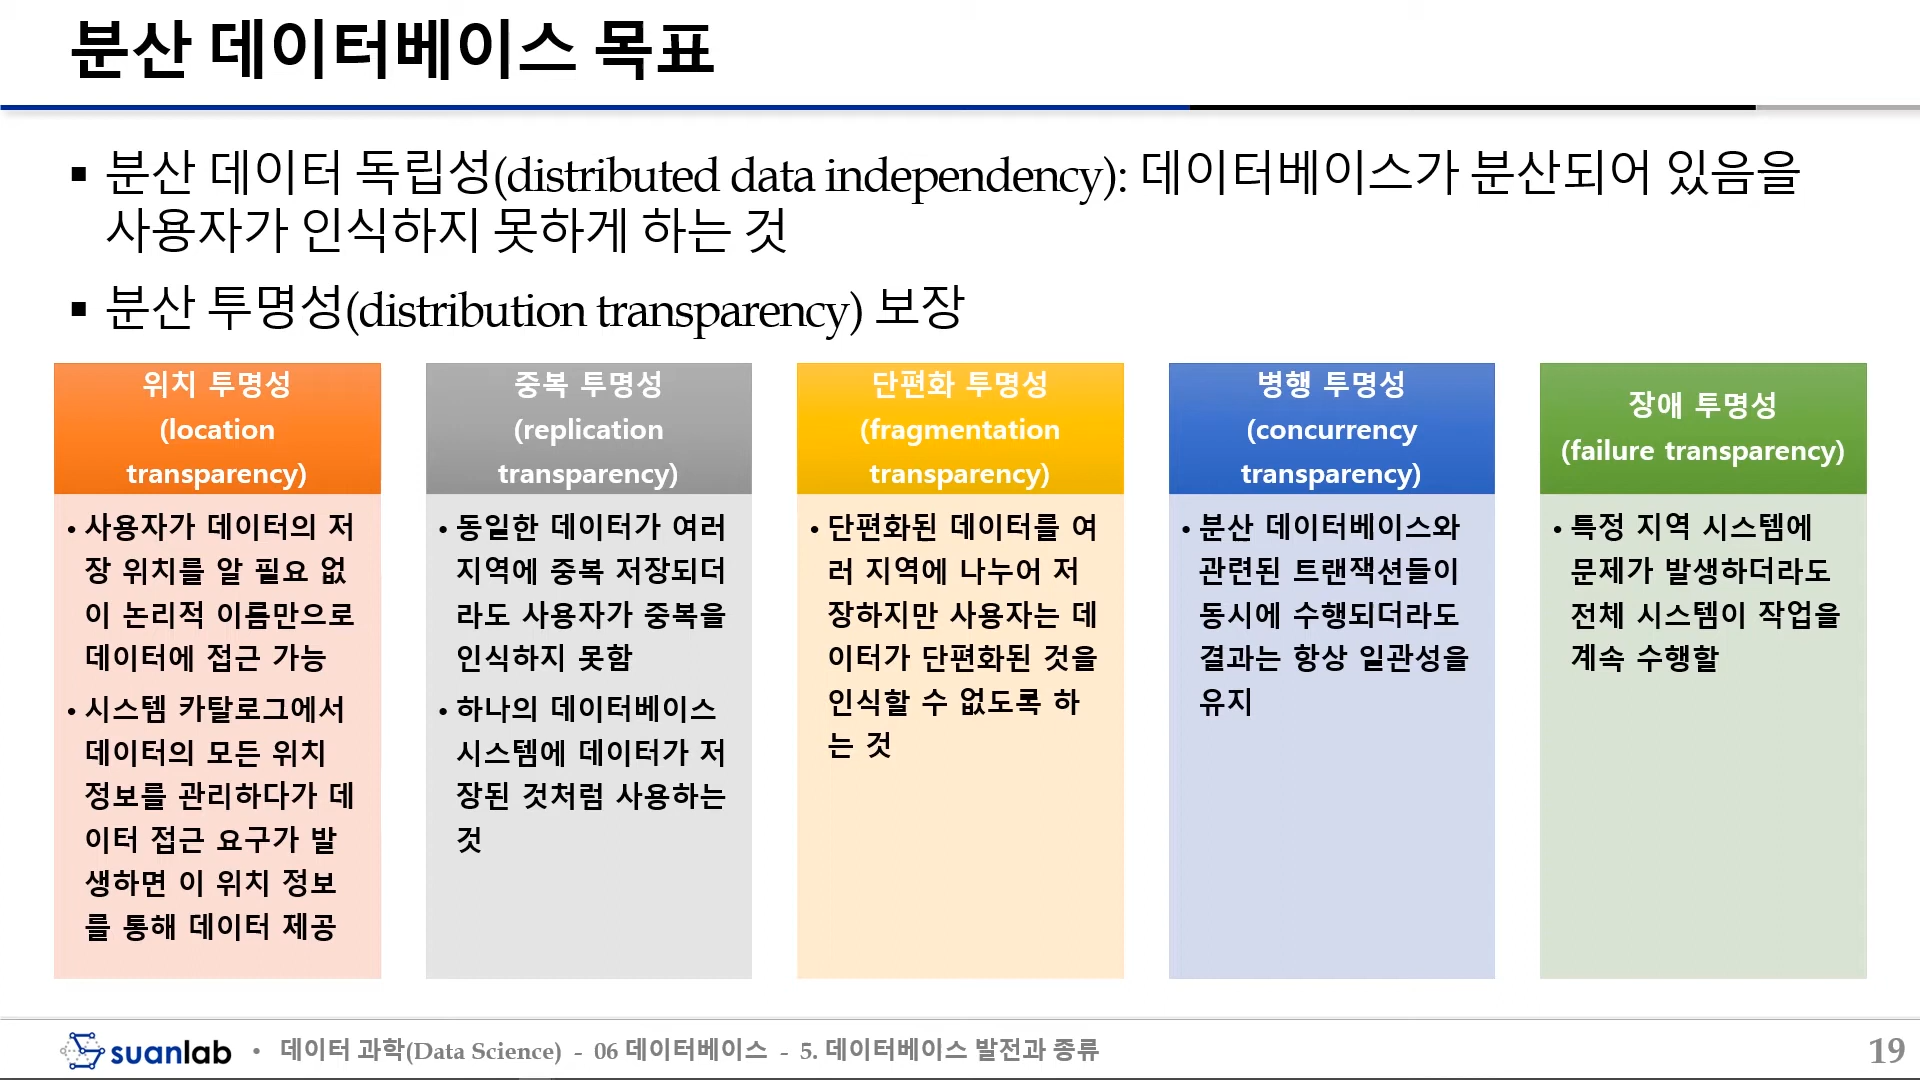 분산 데이터베이스 목표
▪ 분산 데이터 독립성(distributed data independency): 데이터베이스가 분산되어 있음을
사용자가 인식하지 못하게 하는 것
▪ 분산 투명성(distribution transparency) 보장
위치 투명성
(location
transparency)
• 사용자가 데이터의 저
장 위치를 알 필요 없
이 논리적 이름만으로
데이터에 접근 가능
• 시스템 카탈로그에서
데이터의 모든 위치
정보를 관리하다가 데
이터 접근 요구가 발
생하면 이 위치 정보
를 통해 데이터 제공
중복 투명성
(replication
transparency)
• 동일한 데이터가 여러
지역에 중복 저장되더
라도 사용자가 중복을
인식하지 못함
• 하나의 데이터베이스
시스템에 데이터가 저
장된 것처럼 사용하는
것
단편화 투명성
(fragmentation
transparency)
• 단편화된 데이터를 여
러 지역에 나누어 저
장하지만 사용자는 데
이터가 단편화된 것을
인식할 수 없도록 하
는 것
병행 투명성
(concurrency
transparency)
• 분산 데이터베이스와
관련된 트랜잭션들이
동시에 수행되더라도
결과는 항상 일관성을
유지
장애 투명성
(failure transparency)
• 특정 지역 시스템에
문제가 발생하더라도
전체 시스템이 작업을
계속 수행할
suanlab • 데이터 과학(Data Science) - 06 데이터베이스 - 5. 데이터베이스 발전과 종류
19